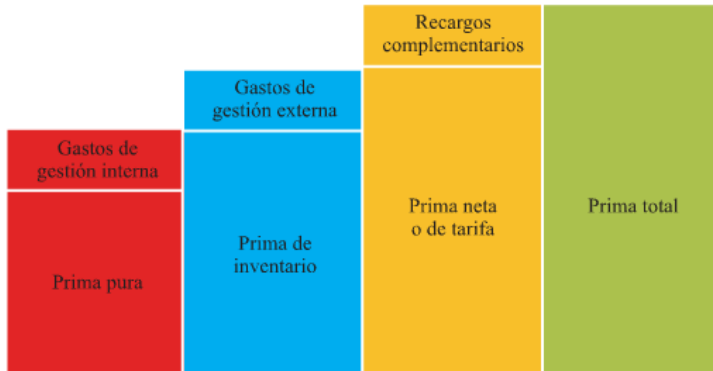 Recargos
complementarios
Gastos de
gestión externa
Gastos de
gestión interna
Prima neta
o de tarifa
Prima total
Prima de
inventario
Prima pura